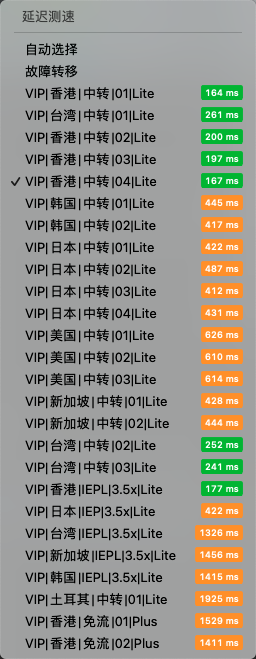 延迟测速
自动选择
故障转移
VIP|香港|中转|01|Lite 164 ms
VIP|台湾|中转|01|Lite 261 ms
VIP|香港|中转|02|Lite 200 ms
VIP|香港|中转|03|Lite 197 ms
✓ VIP|香港|中转|04|Lite 167 ms
VIP|韩国|中转|01|Lite 445 ms
VIP|韩国|中转|02|Lite 417 ms
VIP|日本|中转|01|Lite 422 ms
VIP|日本|中转|02|Lite 487 ms
VIP|日本|中转|03|Lite 412 ms
VIP|日本|中转|04|Lite 431 ms
VIP|美国|中转|01|Lite 626 ms
VIP|美国|中转|02|Lite 610 ms
VIP|美国|中转|03|Lite 614 ms
VIP|新加坡|中转|01|Lite 428 ms
VIP|新加坡|中转|02|Lite 444 ms
VIP|台湾|中转|02|Lite 252 ms
VIP|台湾|中转|03|Lite 241 ms
VIP|香港|IEPL|3.5x|Lite 177 ms
VIP|日本|IEP|3.5x|Lite 422 ms
VIP|台湾|IEPL|3.5x|Lite 1326 ms
VIP|新加坡|IEPL|3.5x|Lite 1456 ms
VIP|韩国|IEPL|3.5x|Lite 1415 ms
VIP|土耳其|中转|01|Lite 1925 ms
VIP|香港|免流|01|Plus 1529 ms
VIP|香港|免流|02|Plus 1411 ms